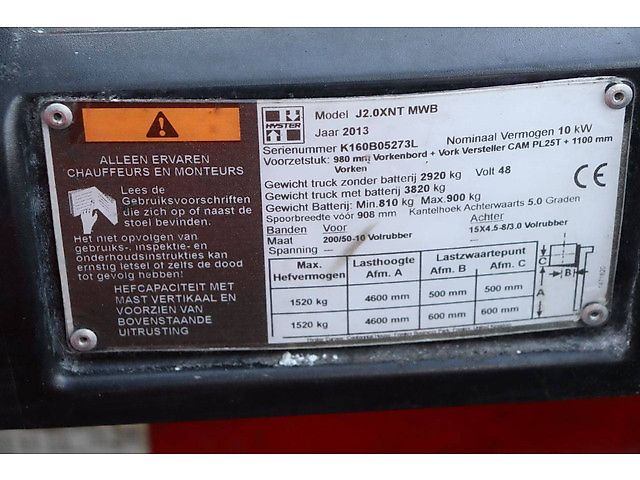 ALLEEN ERVAREN
CHAUFFEURS EN MONTEURS
Lees de
Gebruiksvoorschriften
die zich op of naast de
stoel bevinden.
Het niet opvolgen van
gebruiks-, inspectie- en
onderhoudsinstrukties kan
ernstig letsel of zelfs de dood
tot gevolg hebben!
HEFCAPACITEIT MET
MAST VERTIKAAL EN
VOORZIEN VAN
BOVENSTAANDE
UITRUSTING
HYSTER
Model J2.0XNT MWB
Jaar 2013
Serienummer K160B05273L Nominaal Vermogen 10 kW
Voorzetstuk: 980 mm Vorkenbord + Vork Versteller CAM PL25T + 1100 mm
Vorken
Gewicht truck zonder batterij 2920 kg Volt 48
Gewicht truck met batterij 3820 kg
Gewicht Batterij: Min.810 kg Max.900 kg
Spoorbreedte vóór 908 mm Kantelhoek Achterwaarts 5.0 Graden
CE
Banden Voor Achter
Maat 200/50-10 Volrubber 15X4.5-8/3.0 Volrubber
Spanning — —
Max. Hefvermogen Lasthoogte Afm. A Lastzwaartepunt Afm. B Afm. C
1520 kg 4600 mm 500 mm 500 mm
1520 kg 4600 mm 600 mm 600 mm
C
B
A